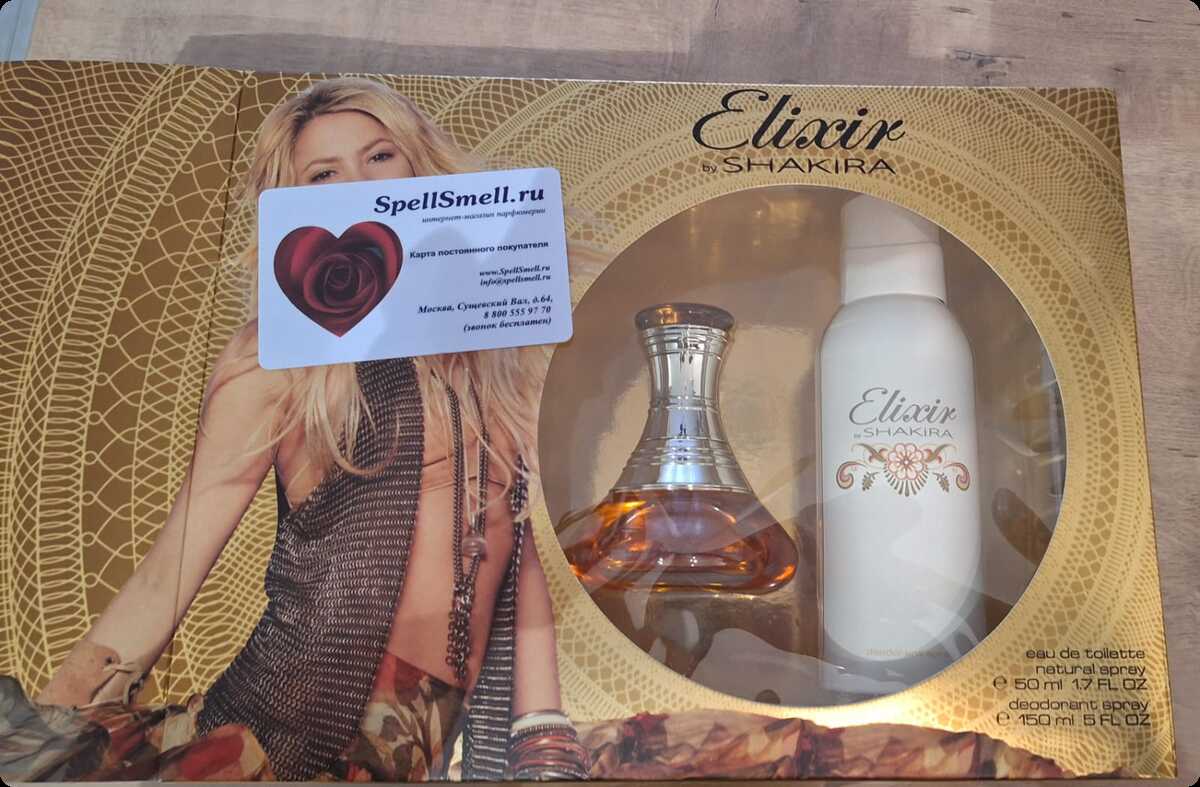 Elixir
by SHAKIRA
SpellSmell.ru
интернет-магазин парфюмерии
Карта постоянного покупателя
www.SpellSmell.ru
info@spellsmell.ru
Москва, Сущевский Вал, д.64,
8 800 555 97 70
(звонок бесплатен)
Elixir
by SHAKIRA
eau de toilette
natural spray
℮ 50 ml 1.7 FL OZ
deodorant spray
℮ 150 ml 5 FL OZ